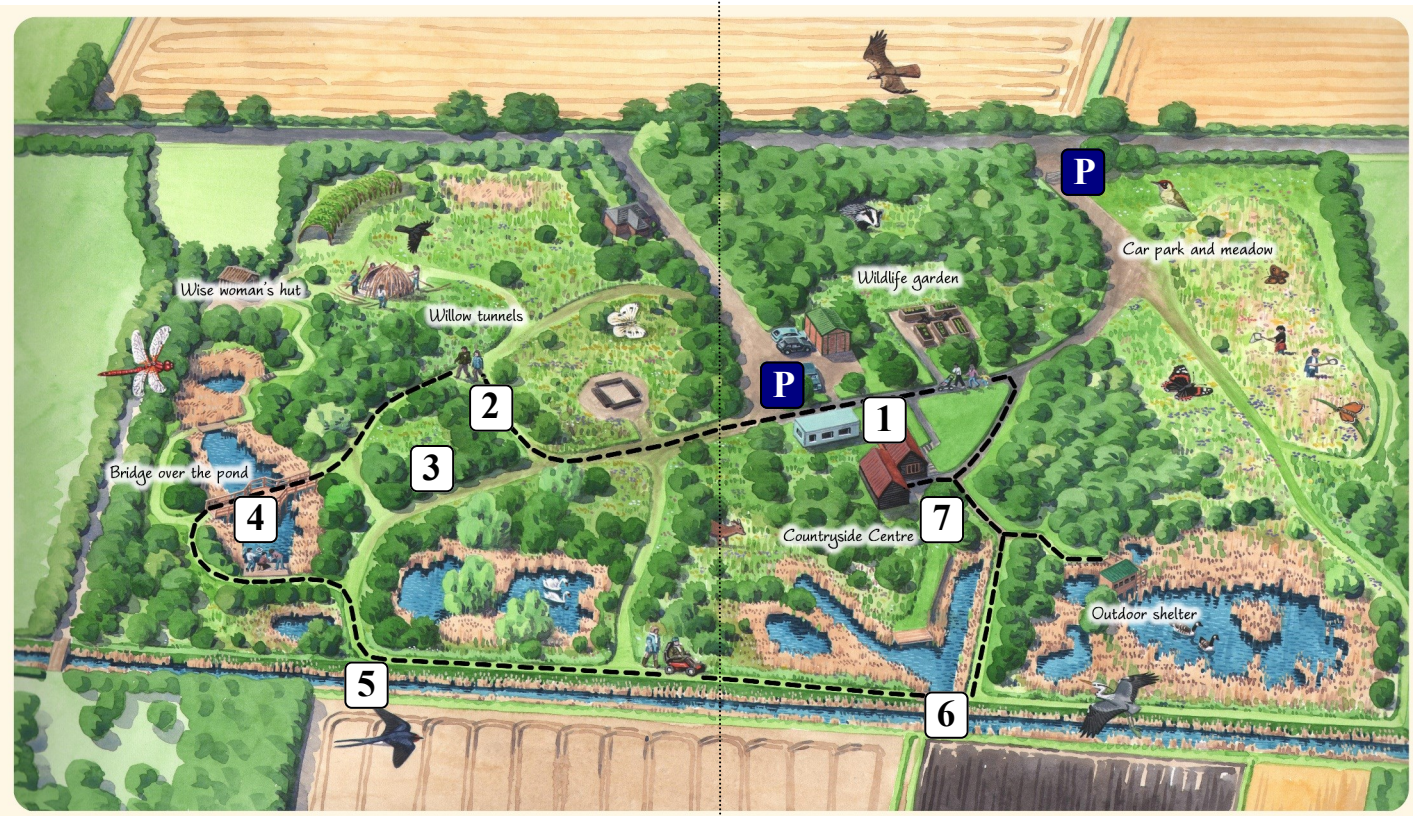 P
Car park and meadow
Wildlife garden
Wise woman's hut
Willow tunnels
P
2
1
3
Bridge over the pond
4
7
Countryside Centre
Outdoor shelter
5
6